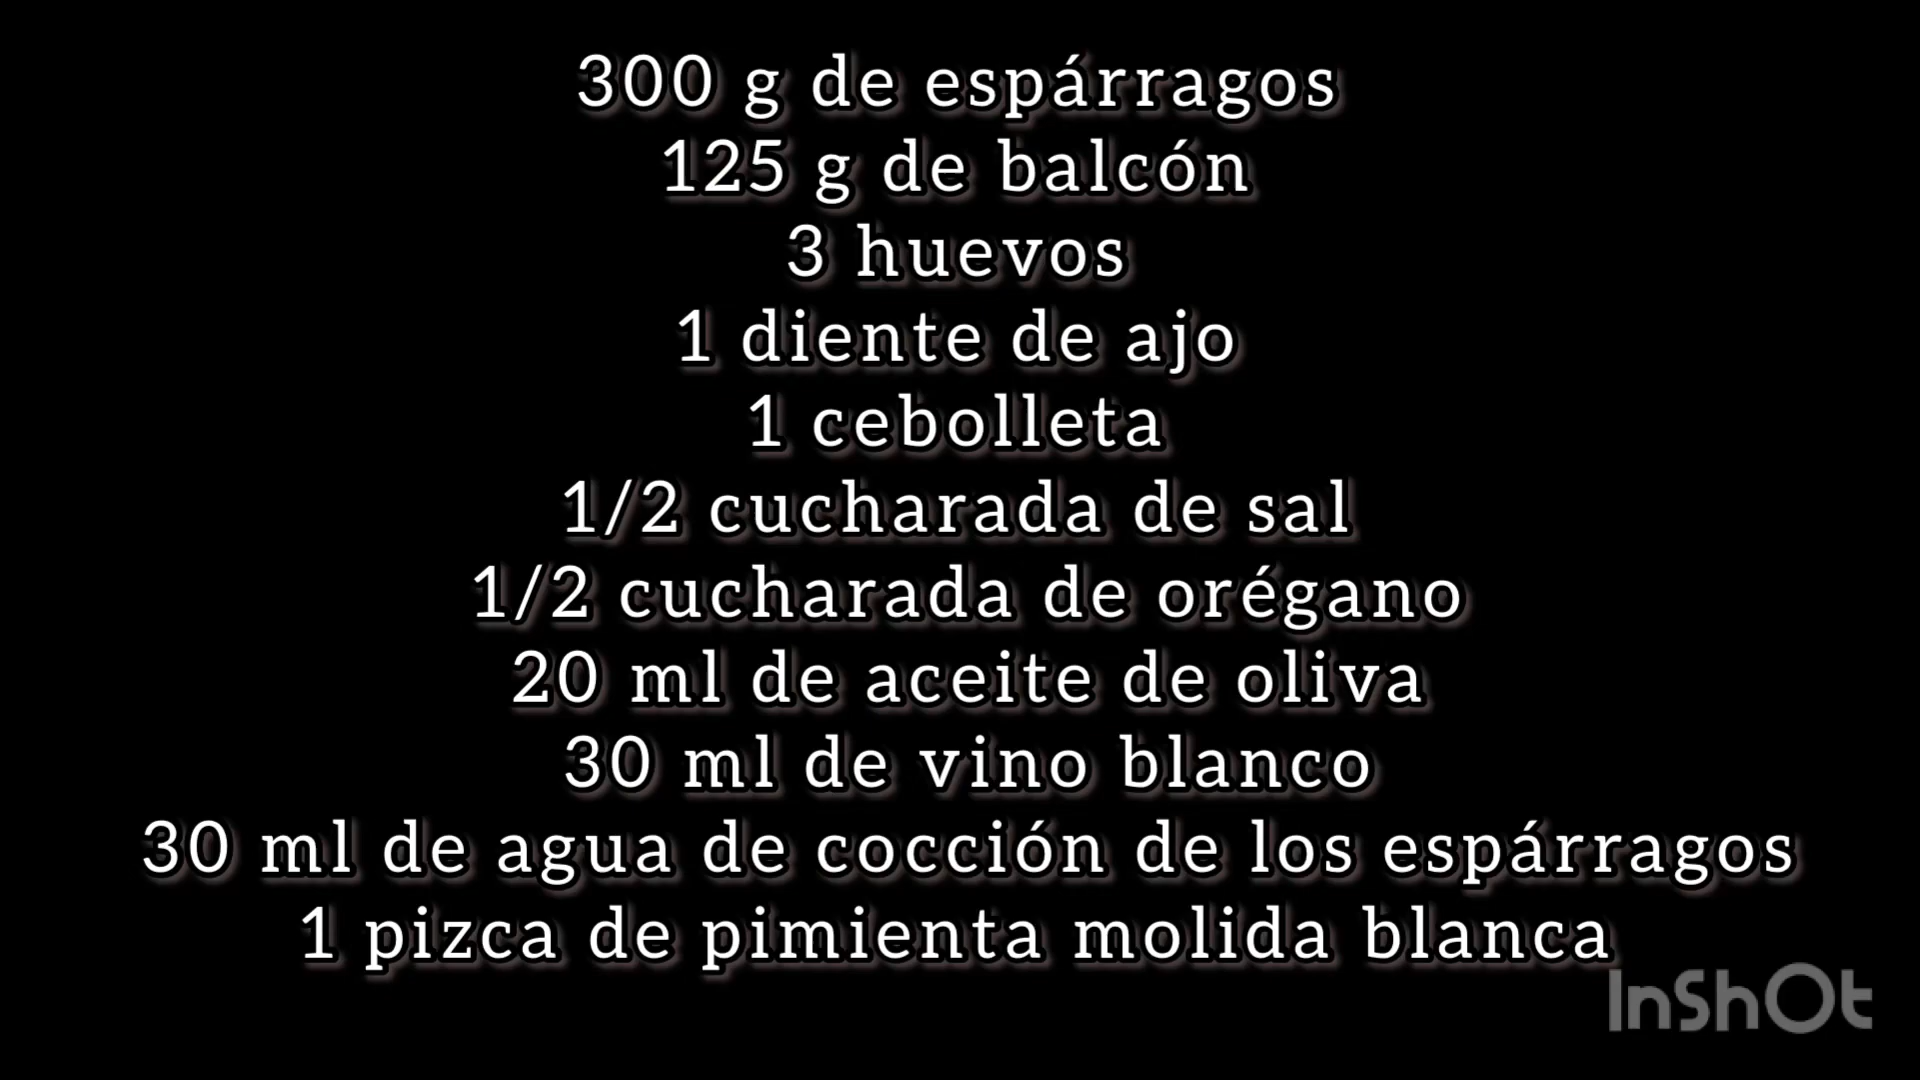 300 g de espárragos
125 g de balcón
3 huevos
1 diente de ajo
1 cebolleta
1/2 cucharada de sal
1/2 cucharada de orégano
20 ml de aceite de oliva
30 ml de vino blanco
30 ml de agua de cocción de los espárragos
1 pizca de pimienta molida blanca
InShOt